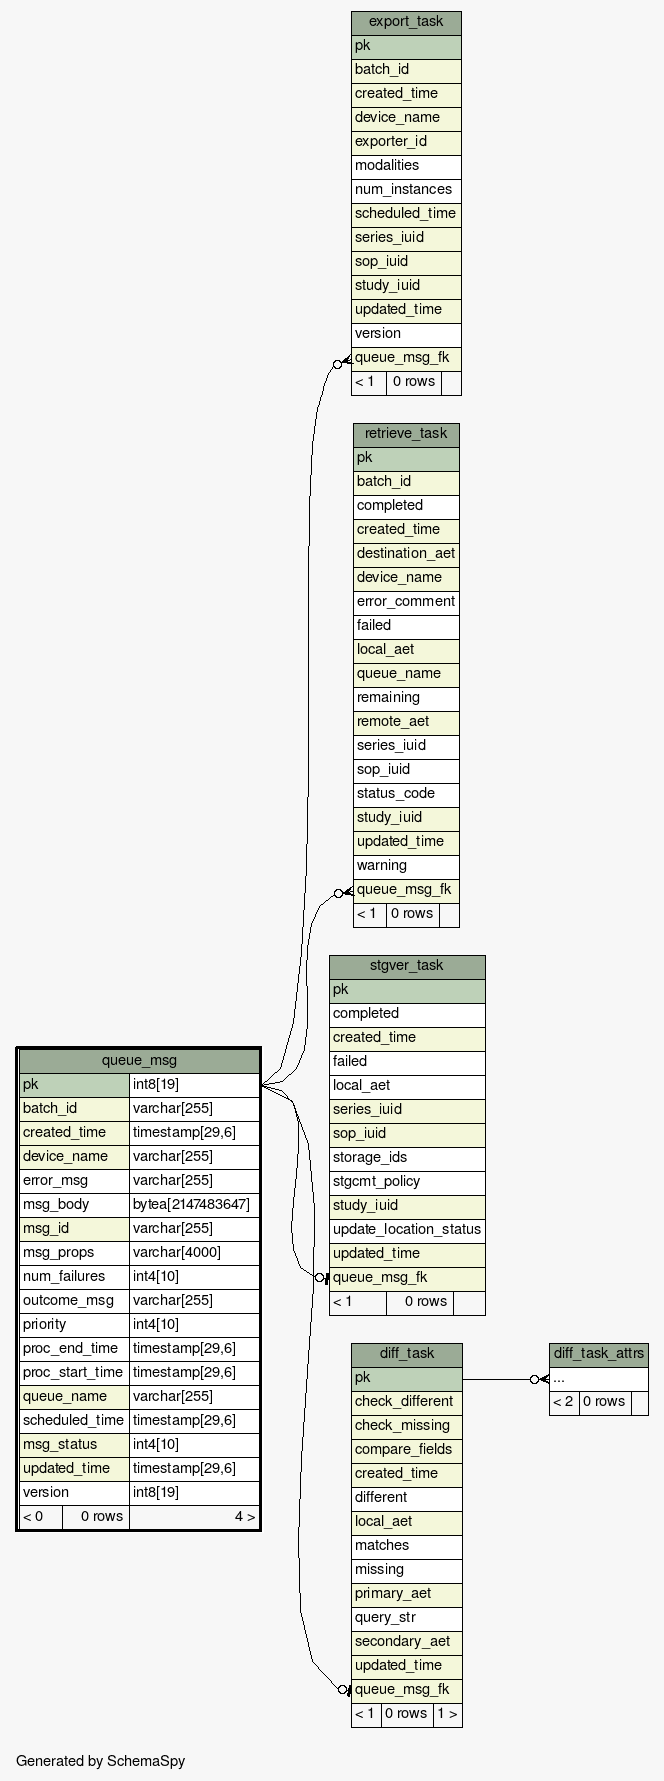 export_task
pk
batch_id
created_time
device_name
exporter_id
modalities
num_instances
scheduled_time
series_iuid
sop_iuid
study_iuid
updated_time
version
queue_msg_fk
< 1 0 rows
retrieve_task
pk
batch_id
completed
created_time
destination_aet
device_name
error_comment
failed
local_aet
queue_name
remaining
remote_aet
series_iuid
sop_iuid
status_code
study_iuid
updated_time
warning
queue_msg_fk
< 1 0 rows
stgver_task
pk
completed
created_time
failed
local_aet
series_iuid
sop_iuid
storage_ids
stgcmt_policy
study_iuid
update_location_status
updated_time
queue_msg_fk
< 1 0 rows
queue_msg
pk int8[19]
batch_id varchar[255]
created_time timestamp[29,6]
device_name varchar[255]
error_msg varchar[255]
msg_body bytea[2147483647]
msg_id varchar[255]
msg_props varchar[4000]
num_failures int4[10]
outcome_msg varchar[255]
priority int4[10]
proc_end_time timestamp[29,6]
proc_start_time timestamp[29,6]
queue_name varchar[255]
scheduled_time timestamp[29,6]
msg_status int4[10]
updated_time timestamp[29,6]
version int8[19]
< 0 0 rows 4 >
diff_task
pk
check_different
check_missing
compare_fields
created_time
different
local_aet
matches
missing
primary_aet
query_str
secondary_aet
updated_time
queue_msg_fk
< 1 0 rows 1 >
diff_task_attrs
...
< 2 0 rows
Generated by SchemaSpy